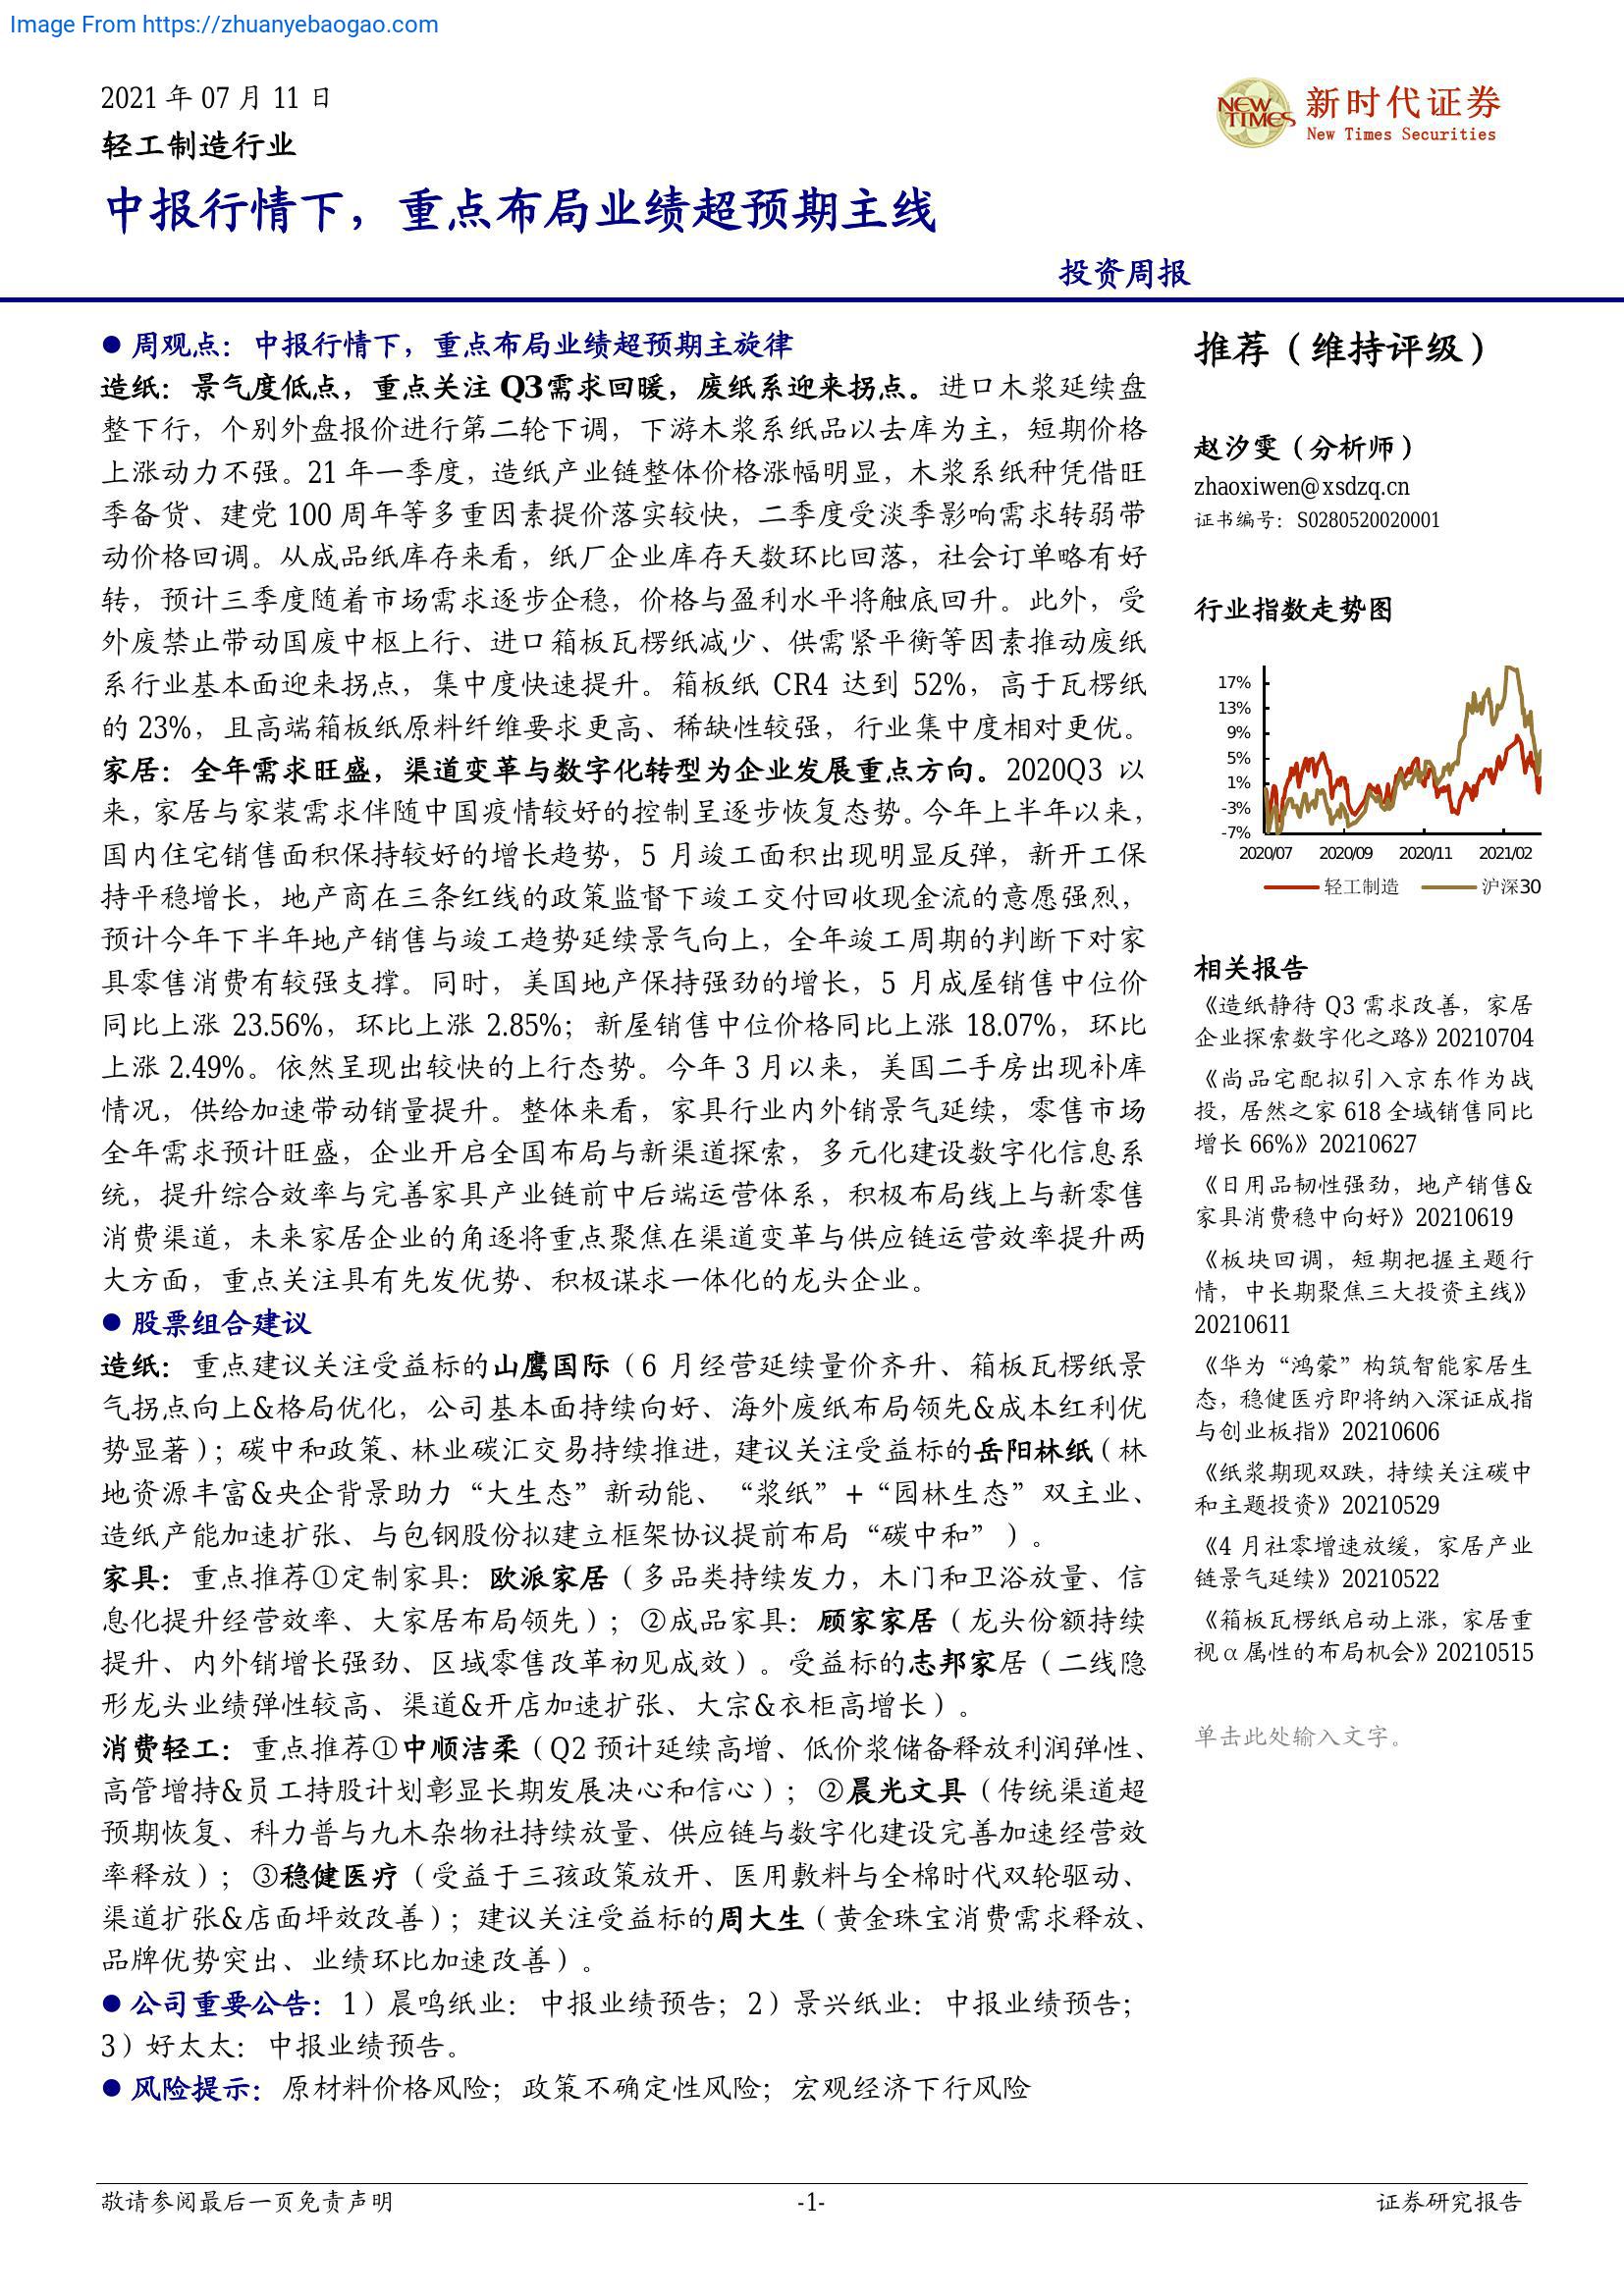 Image From https://zhuanyebaogao.com
2021 年 07 月 11 日
轻工制造行业
NEW TIMES
新时代证券
New Times Securities
中报行情下，重点布局业绩超预期主线
投资周报
● 周观点：中报行情下，重点布局业绩超预期主旋律
造纸：景气度低点，重点关注 Q3需求回暖，废纸系迎来拐点。进口木浆延续盘
整下行，个别外盘报价进行第二轮下调，下游木浆系纸品以去库为主，短期价格
上涨动力不强。21 年一季度，造纸产业链整体价格涨幅明显，木浆系纸种凭借旺
季备货、建党 100 周年等多重因素提价落实较快，二季度受淡季影响需求转弱带
动价格回调。从成品纸库存来看，纸厂企业库存天数环比回落，社会订单略有好
转，预计三季度随着市场需求逐步企稳，价格与盈利水平将触底回升。此外，受
外废禁止带动国废中枢上行、进口箱板瓦楞纸减少、供需紧平衡等因素推动废纸
系行业基本面迎来拐点，集中度快速提升。箱板纸 CR4 达到 52%，高于瓦楞纸
的 23%，且高端箱板纸原料纤维要求更高、稀缺性较强，行业集中度相对更优。
家居：全年需求旺盛，渠道变革与数字化转型为企业发展重点方向。2020Q3 以
来，家居与家装需求伴随中国疫情较好的控制呈逐步恢复态势。今年上半年以来，
国内住宅销售面积保持较好的增长趋势，5 月竣工面积出现明显反弹，新开工保
持平稳增长，地产商在三条红线的政策监督下竣工交付回收现金流的意愿强烈，
预计今年下半年地产销售与竣工趋势延续景气向上，全年竣工周期的判断下对家
具零售消费有较强支撑。同时，美国地产保持强劲的增长，5 月成屋销售中位价
同比上涨 23.56%，环比上涨 2.85%；新屋销售中位价格同比上涨 18.07%，环比
上涨 2.49%。依然呈现出较快的上行态势。今年 3 月以来，美国二手房出现补库
情况，供给加速带动销量提升。整体来看，家具行业内外销景气延续，零售市场
全年需求预计旺盛，企业开启全国布局与新渠道探索，多元化建设数字化信息系
统，提升综合效率与完善家具产业链前中后端运营体系，积极布局线上与新零售
消费渠道，未来家居企业的角逐将重点聚焦在渠道变革与供应链运营效率提升两
大方面，重点关注具有先发优势、积极谋求一体化的龙头企业。
● 股票组合建议
造纸：重点建议关注受益标的山鹰国际（6 月经营延续量价齐升、箱板瓦楞纸景
气拐点向上&格局优化，公司基本面持续向好、海外废纸布局领先&成本红利优
势显著）；碳中和政策、林业碳汇交易持续推进，建议关注受益标的岳阳林纸（林
地资源丰富&央企背景助力“大生态”新动能、“浆纸”+“园林生态”双主业、
造纸产能加速扩张、与包钢股份拟建立框架协议提前布局“碳中和”）。
家具：重点推荐①定制家具：欧派家居（多品类持续发力，木门和卫浴放量、信
息化提升经营效率、大家居布局领先）；②成品家具：顾家家居（龙头份额持续
提升、内外销增长强劲、区域零售改革初见成效）。受益标的志邦家居（二线隐
形龙头业绩弹性较高、渠道&开店加速扩张、大宗&衣柜高增长）。
消费轻工：重点推荐①中顺洁柔（Q2 预计延续高增、低价浆储备释放利润弹性、
高管增持&员工持股计划彰显长期发展决心和信心）；②晨光文具（传统渠道超
预期恢复、科力普与九木杂物社持续放量、供应链与数字化建设完善加速经营效
率释放）；③稳健医疗（受益于三孩政策放开、医用敷料与全棉时代双轮驱动、
渠道扩张&店面坪效改善）；建议关注受益标的周大生（黄金珠宝消费需求释放、
品牌优势突出、业绩环比加速改善）。
● 公司重要公告：1）晨鸣纸业：中报业绩预告；2）景兴纸业：中报业绩预告；
3）好太太：中报业绩预告。
● 风险提示：原材料价格风险；政策不确定性风险；宏观经济下行风险
推荐（维持评级）
赵汐雯（分析师）
zhaoxiwen@xsdzq.cn
证书编号：S0280520020001
行业指数走势图
17%
13%
9%
5%
1%
-3%
-7%
2020/07 2020/09 2020/11 2021/02
轻工制造 沪深30
相关报告
《造纸静待 Q3 需求改善，家居
企业探索数字化之路》20210704
《尚品宅配拟引入京东作为战
投，居然之家 618 全域销售同比
增长 66%》20210627
《日用品韧性强劲，地产销售&
家具消费稳中向好》20210619
《板块回调，短期把握主题行
情，中长期聚焦三大投资主线》
20210611
《华为“鸿蒙”构筑智能家居生
态，稳健医疗即将纳入深证成指
与创业板指》20210606
《纸浆期现双跌，持续关注碳中
和主题投资》20210529
《4 月社零增速放缓，家居产业
链景气延续》20210522
《箱板瓦楞纸启动上涨，家居重
视 α 属性的布局机会》20210515
单击此处输入文字。
敬请参阅最后一页免责声明
-1-
证券研究报告